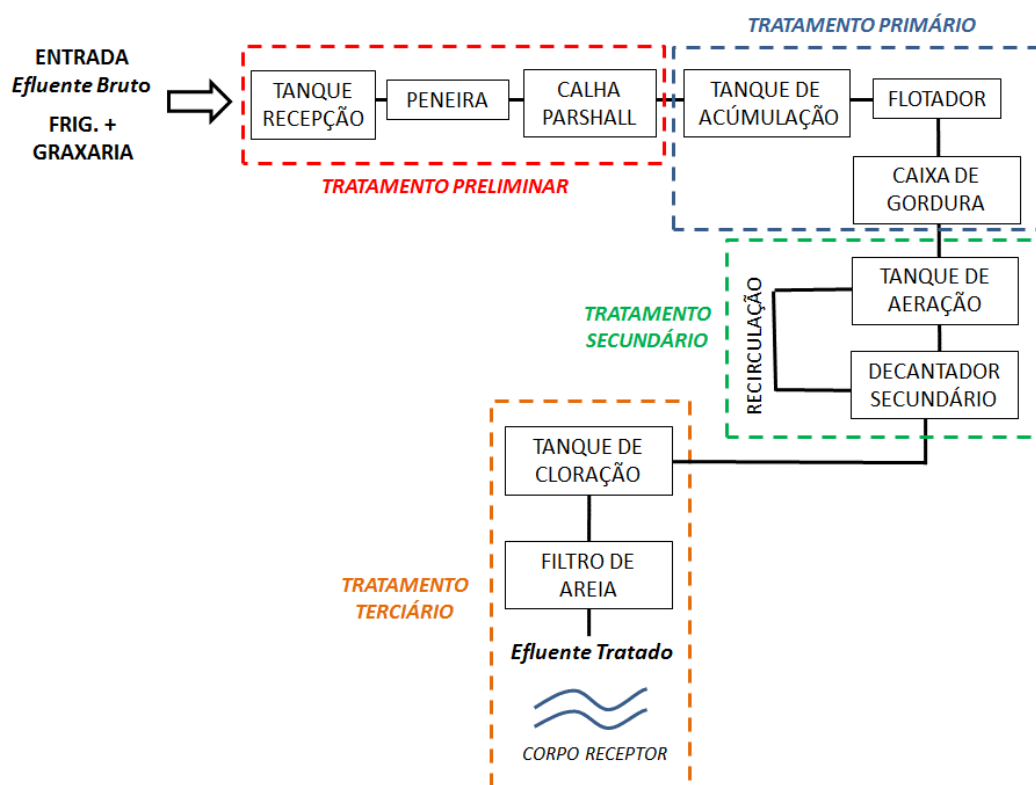 ENTRADA
Efluente Bruto
FRIG. +
GRAXARIA
TANQUE
RECEPÇÃO
PENEIRA
CALHA
PARSHALL
TRATAMENTO PRELIMINAR
TRATAMENTO PRIMÁRIO
TANQUE DE
ACÚMULAÇÃO
FLOTADOR
CAIXA DE
GORDURA
TRATAMENTO
SECUNDÁRIO
RECIRCULAÇÃO
TANQUE DE
AERAÇÃO
DECANTADOR
SECUNDÁRIO
TANQUE DE
CLORAÇÃO
FILTRO DE
AREIA
TRATAMENTO
TERCIÁRIO
Efluente Tratado
CORPO RECEPTOR